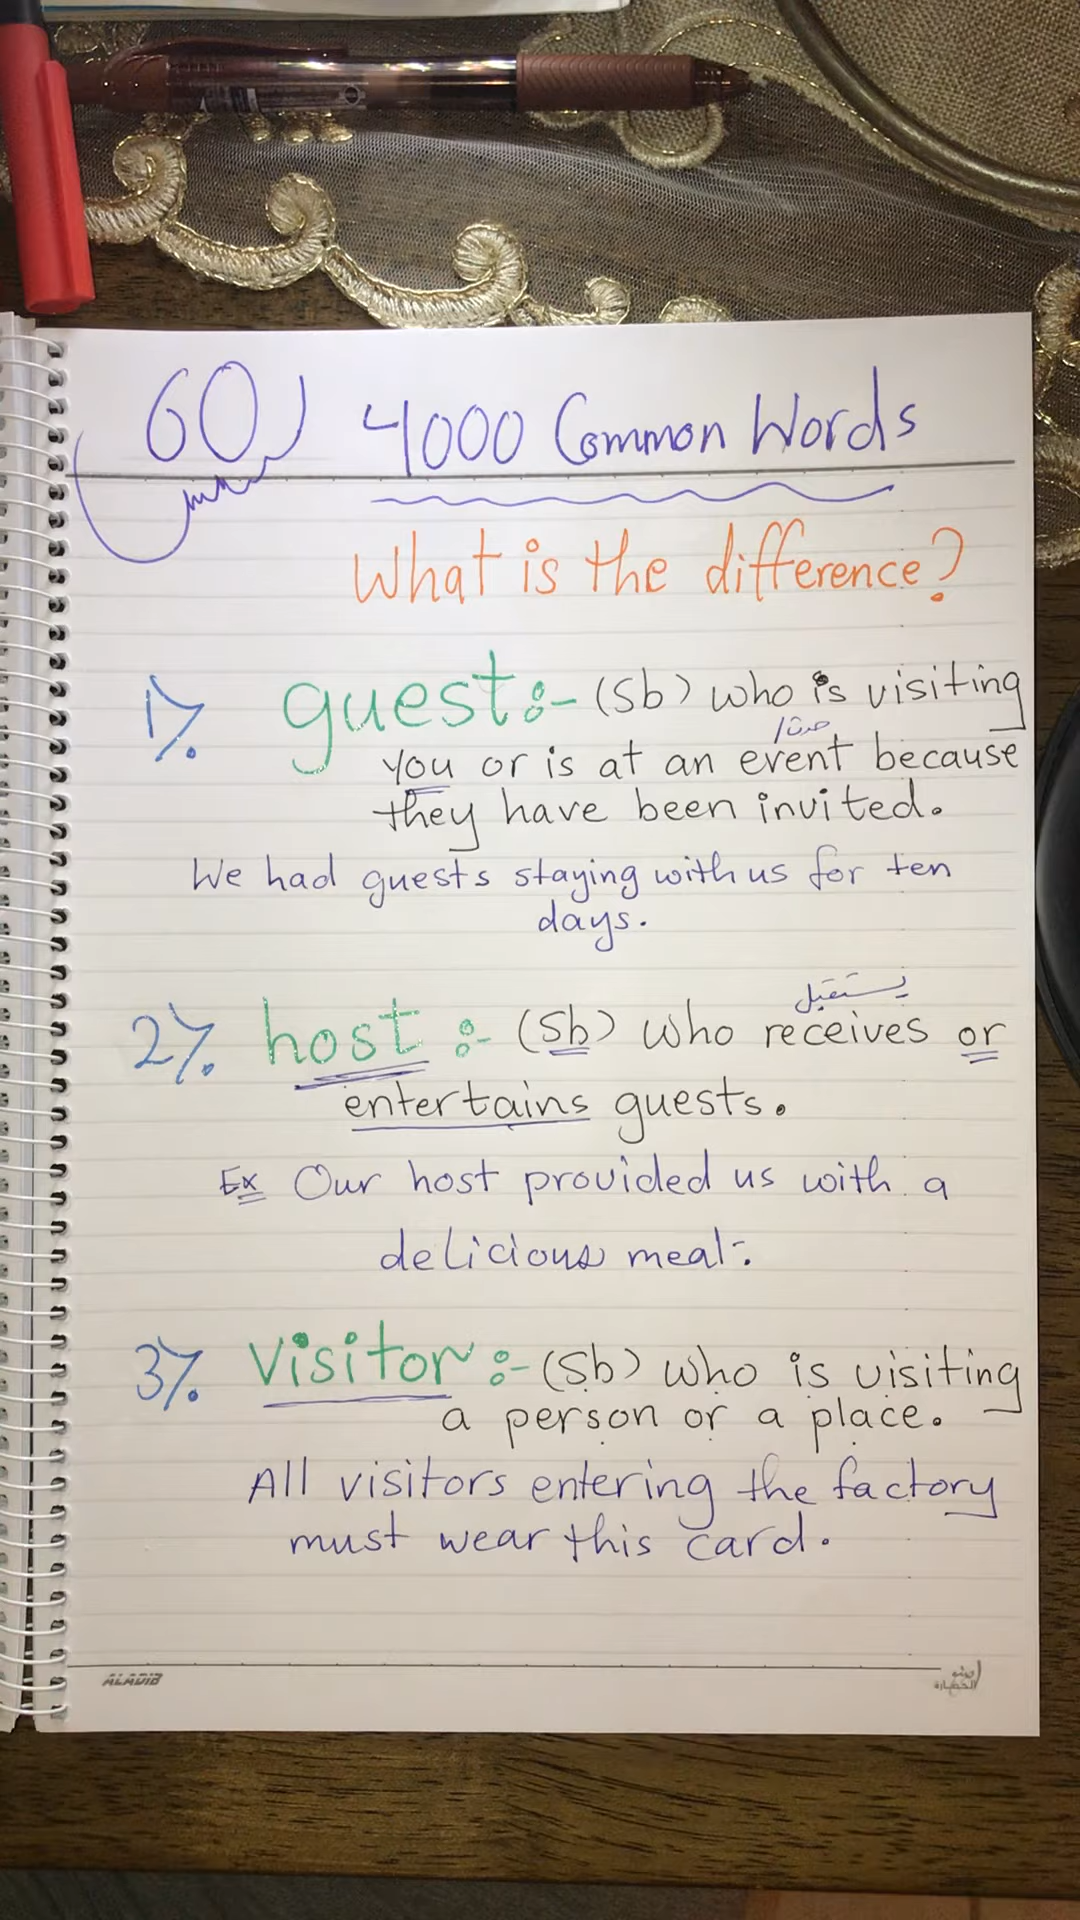 60) 4000 Common Words
What is the difference?
1%. guest:- (Sb) who is visiting
حدث/
you or is at an event because
they have been invited.
We had guests staying with us for ten
days.
يستقبل
2%. host :- (Sb) who receives or
entertains guests.
Ex Our host provided us with a
delicious meal.
3%. visitor :- (Sb) who is visiting
a person or a place.
All visitors entering the factory
must wear this card.
ALADIB